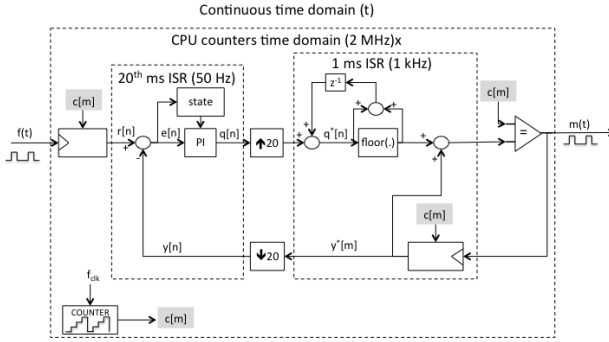 Continuous time domain (t)
CPU counters time domain (2 MHz)x
20th ms ISR (50 Hz)
1 ms ISR (1 kHz)
c[m]
state
z-1
c[m]
f(t)
r[n]
e[n]
PI
q[n]
↑20
q*[n]
floor(.)
=
m(t)
+
-
+
+
+
+
+
+
c[m]
y[n]
↓20
y*[m]
fclk
COUNTER
c[m]